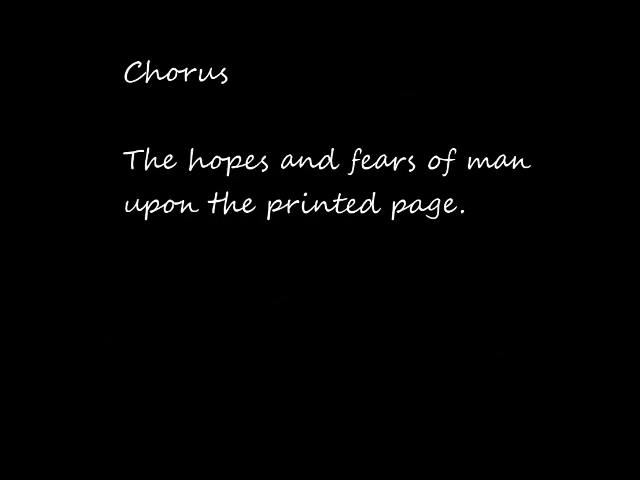 Chorus
The hopes and fears of man
upon the printed page.